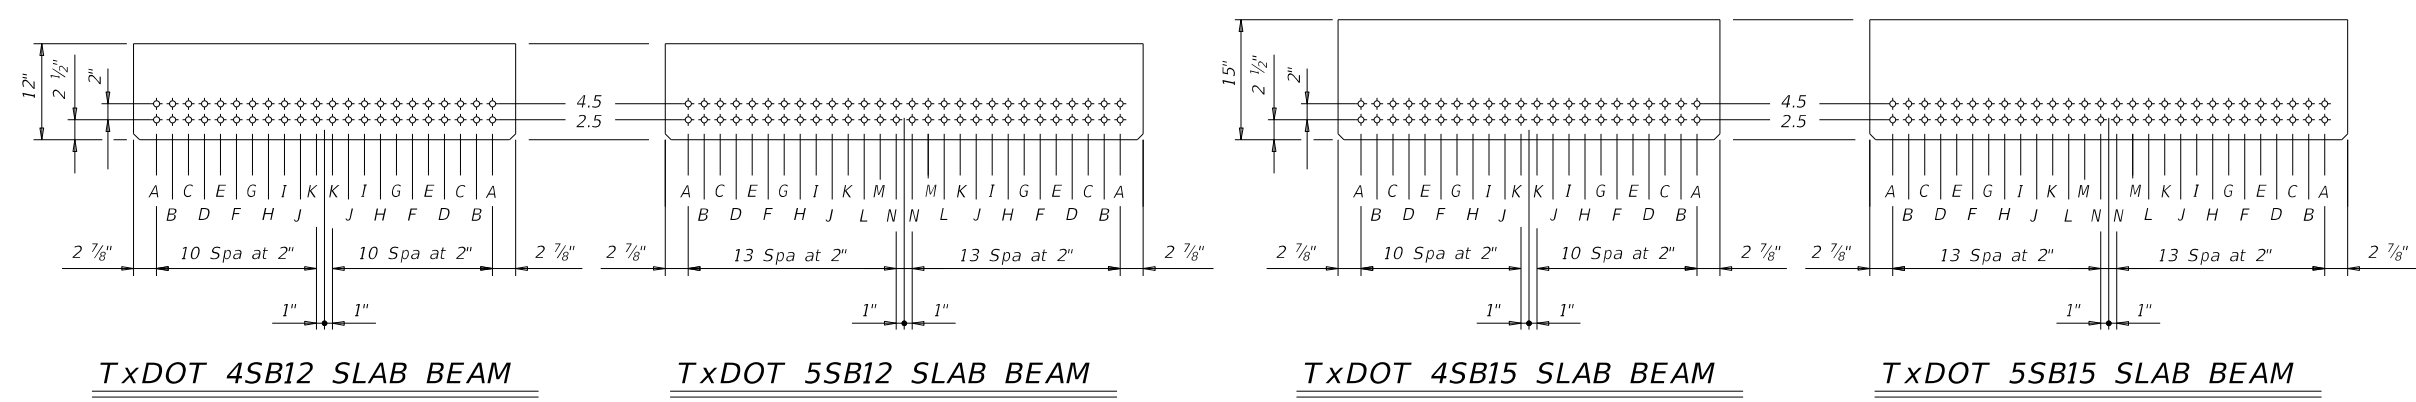 12"
2 ½"
2"
4.5
2.5
15"
2 ½"
2"
4.5
2.5
A C E G I K K I G E C A
B D F H J J H F D B
A C E G I K M M K I G E C A
B D F H J L N N L J H F D B
A C E G I K K I G E C A
B D F H J J H F D B
A C E G I K M M K I G E C A
B D F H J L N N L J H F D B
2 ⅞" 10 Spa at 2" 10 Spa at 2" 2 ⅞"
2 ⅞" 13 Spa at 2" 13 Spa at 2" 2 ⅞"
2 ⅞" 10 Spa at 2" 10 Spa at 2" 2 ⅞"
2 ⅞" 13 Spa at 2" 13 Spa at 2" 2 ⅞"
1" 1"
1" 1"
1" 1"
1" 1"
TxDOT 4SB12 SLAB BEAM
TxDOT 5SB12 SLAB BEAM
TxDOT 4SB15 SLAB BEAM
TxDOT 5SB15 SLAB BEAM